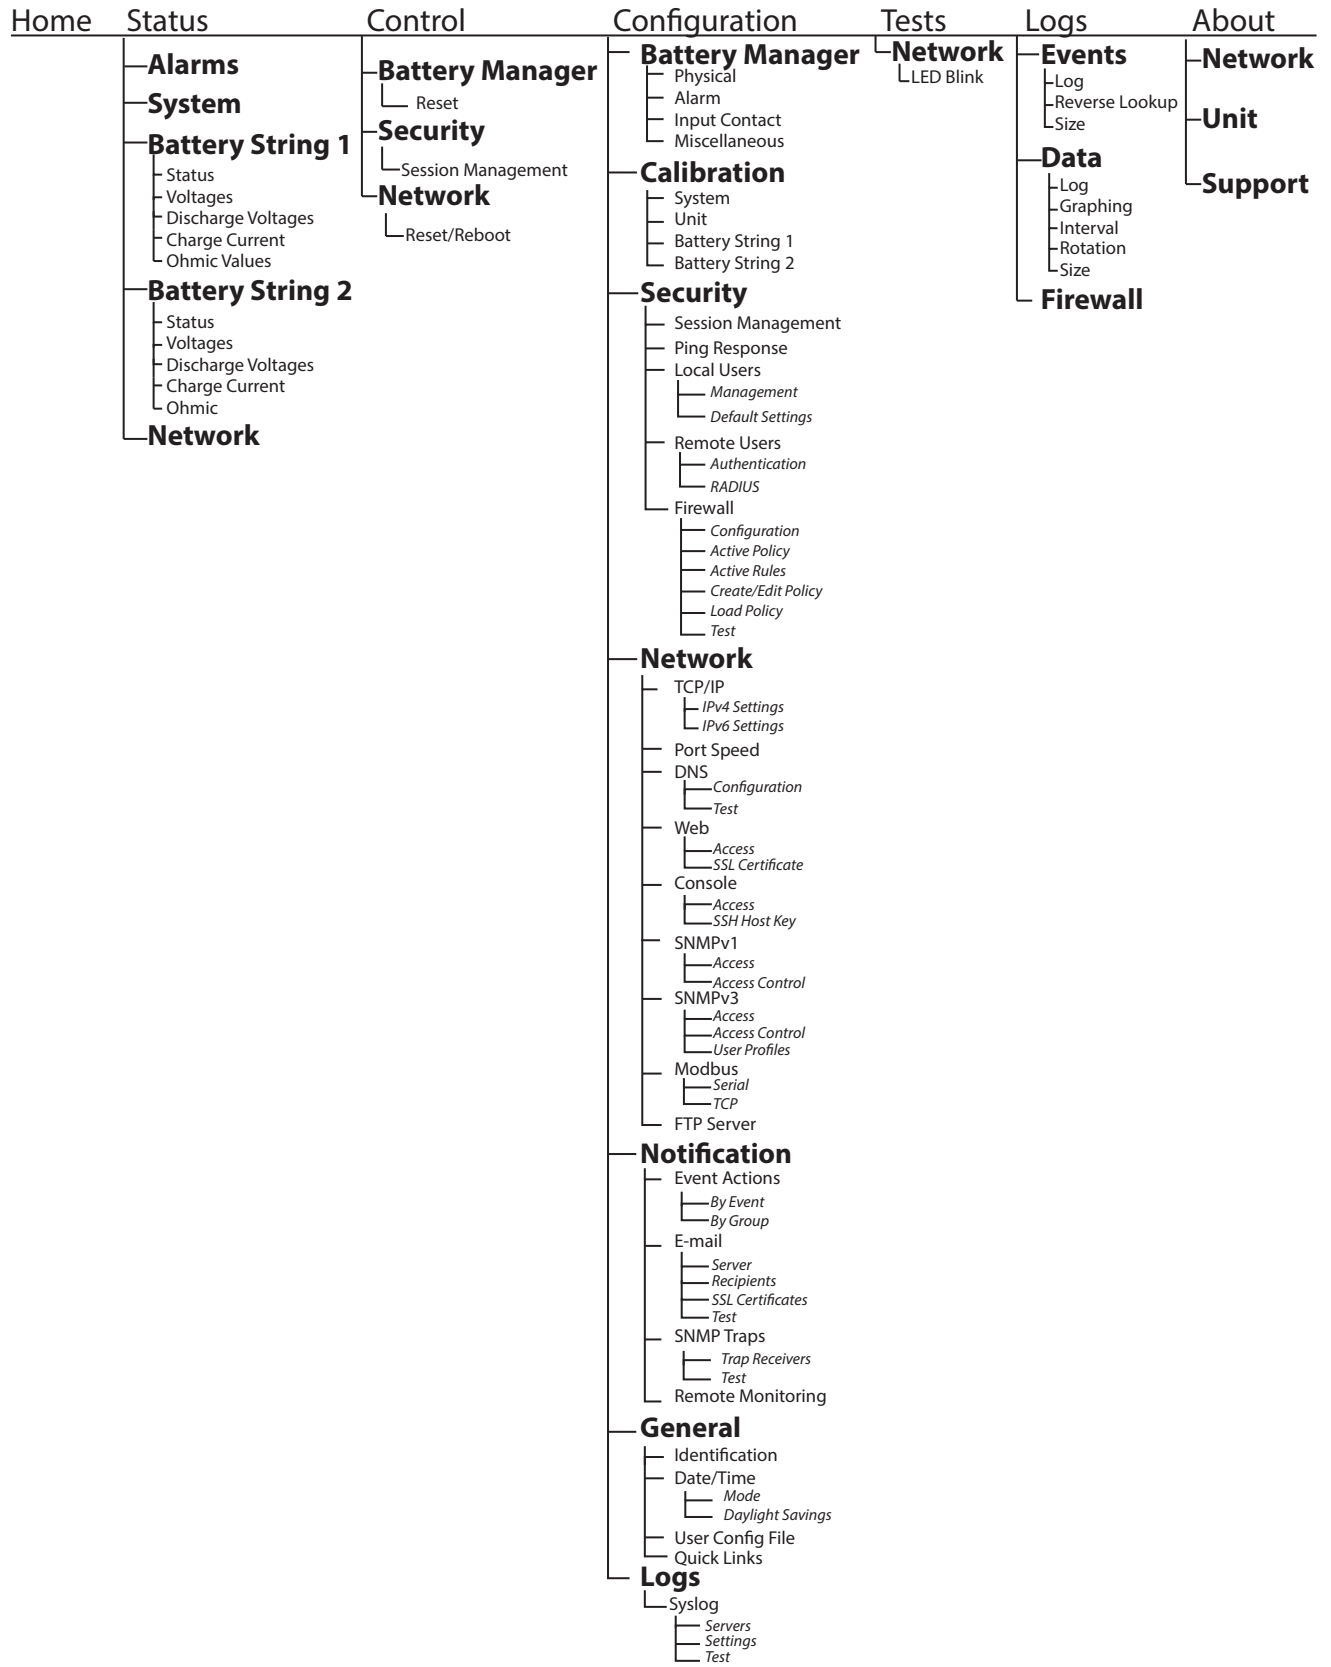 Home Status Control Configuration Tests Logs About
Alarms
System
Battery String 1
Status
Voltages
Discharge Voltages
Charge Current
Ohmic Values
Battery String 2
Status
Voltages
Discharge Voltages
Charge Current
Ohmic
Network
Battery Manager
Reset
Security
Session Management
Network
Reset/Reboot
Battery Manager
Physical
Alarm
Input Contact
Miscellaneous
Calibration
System
Unit
Battery String 1
Battery String 2
Security
Session Management
Ping Response
Local Users
Management
Default Settings
Remote Users
Authentication
RADIUS
Firewall
Configuration
Active Policy
Active Rules
Create/Edit Policy
Load Policy
Test
Network
TCP/IP
IPv4 Settings
IPv6 Settings
Port Speed
DNS
Configuration
Test
Web
Access
SSL Certificate
Console
Access
SSH Host Key
SNMPv1
Access
Access Control
SNMPv3
Access
Access Control
User Profiles
Modbus
Serial
TCP
FTP Server
Notification
Event Actions
By Event
By Group
E-mail
Server
Recipients
SSL Certificates
Test
SNMP Traps
Trap Receivers
Test
Remote Monitoring
General
Identification
Date/Time
Mode
Daylight Savings
User Config File
Quick Links
Logs
Syslog
Servers
Settings
Test
Network
LED Blink
Events
Log
Reverse Lookup
Size
Data
Log
Graphing
Interval
Rotation
Size
Firewall
Network
Unit
Support